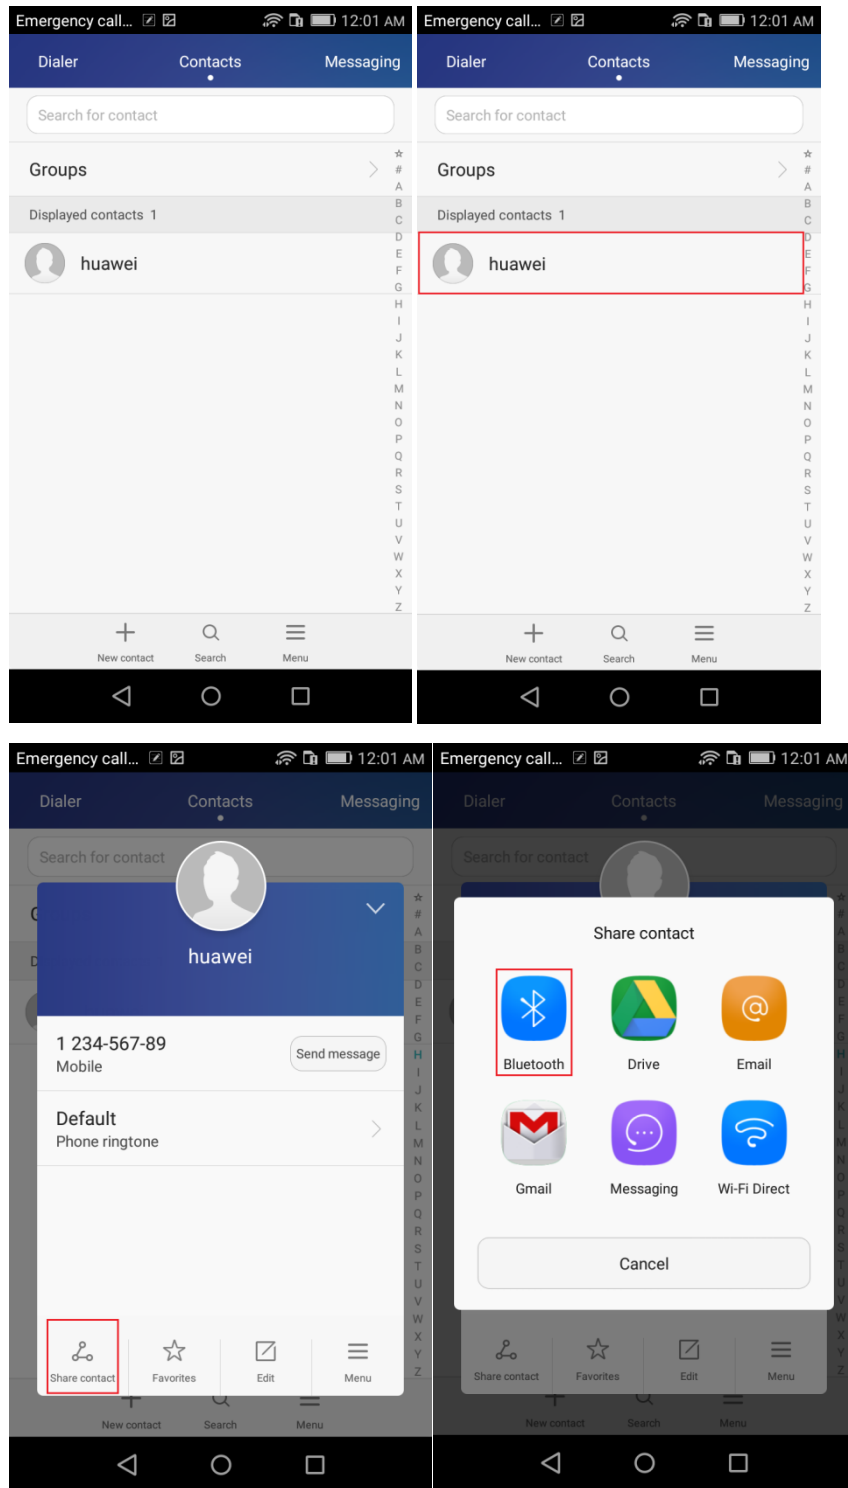 Emergency call... 12:01 AM
Dialer Contacts Messaging
Search for contact
☆
Groups
#
A
Displayed contacts 1
B
C
D
huawei
E
F
G
H
I
J
K
L
M
N
O
P
Q
R
S
T
U
V
W
X
Y
Z
New contact Search Menu
Emergency call... 12:01 AM
Dialer Contacts Messaging
Search for contact
☆
Groups
#
A
Displayed contacts 1
B
C
D
huawei
E
F
G
H
I
J
K
L
M
N
O
P
Q
R
S
T
U
V
W
X
Y
Z
New contact Search Menu
Emergency call... 12:01 AM
Dialer Contacts Messaging
Search for contact
☆
G
#
A
huawei
B
D
C
D
E
F
G
1 234-567-89
Mobile
Send message
H
I
J
K
Default
Phone ringtone
L
M
N
O
P
Q
R
S
T
U
V
W
X
Y
Z
Share contact Favorites Edit Menu
New contact Search Menu
Emergency call... 12:01 AM
Dialer Contacts Messaging
Search for contact
Share contact
Bluetooth Drive Email
Gmail Messaging Wi-Fi Direct
Cancel
#
A
B
C
D
E
F
G
H
I
J
K
L
M
N
O
P
Q
R
S
T
U
V
W
X
Y
Z
Share contact Favorites Edit Menu
New contact Search Menu